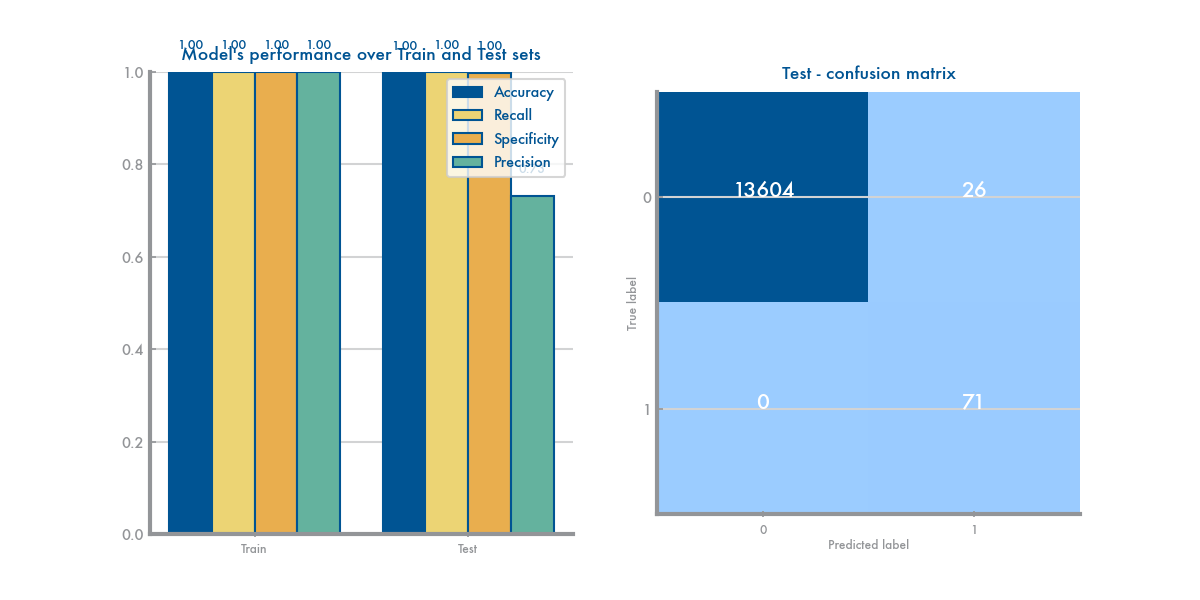 Model's performance over Train and Test sets
1.00 1.00 1.00 1.00 1.00 1.00 1.00
0.73
Accuracy
Recall
Specificity
Precision
1.0
0.8
0.6
0.4
0.2
0.0
Train Test
Test - confusion matrix
13604 26
0 71
0
1
True label
0 1
Predicted label